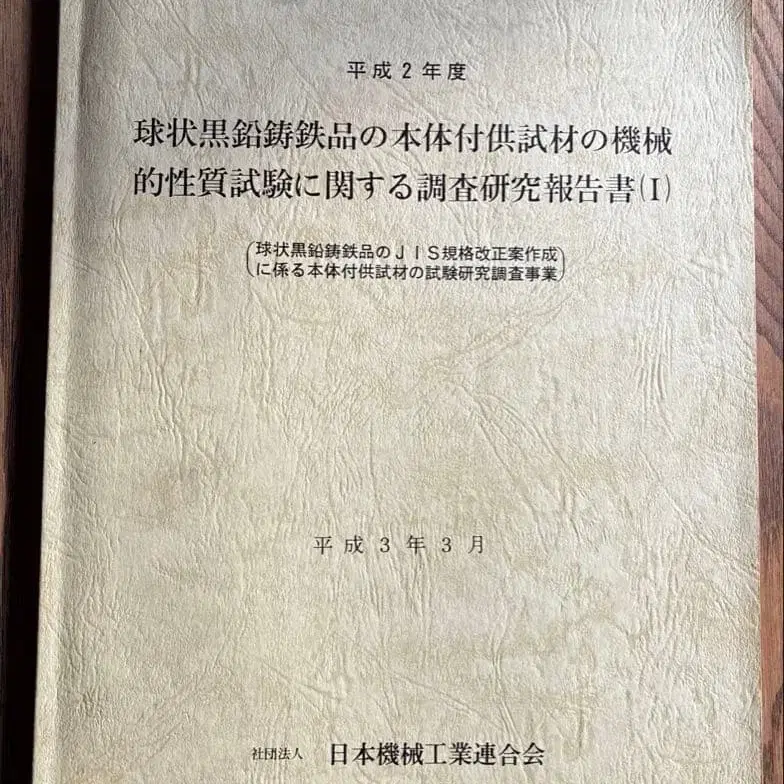 平成2年度
球状黒鉛鋳鉄品の本体付供試材の機械
的性質試験に関する調査研究報告書(I)
(球状黒鉛鋳鉄品のJIS規格改正案作成
に係る本体付供試材の試験研究調査事業)
平成3年3月
社団法人 日本機械工業連合会